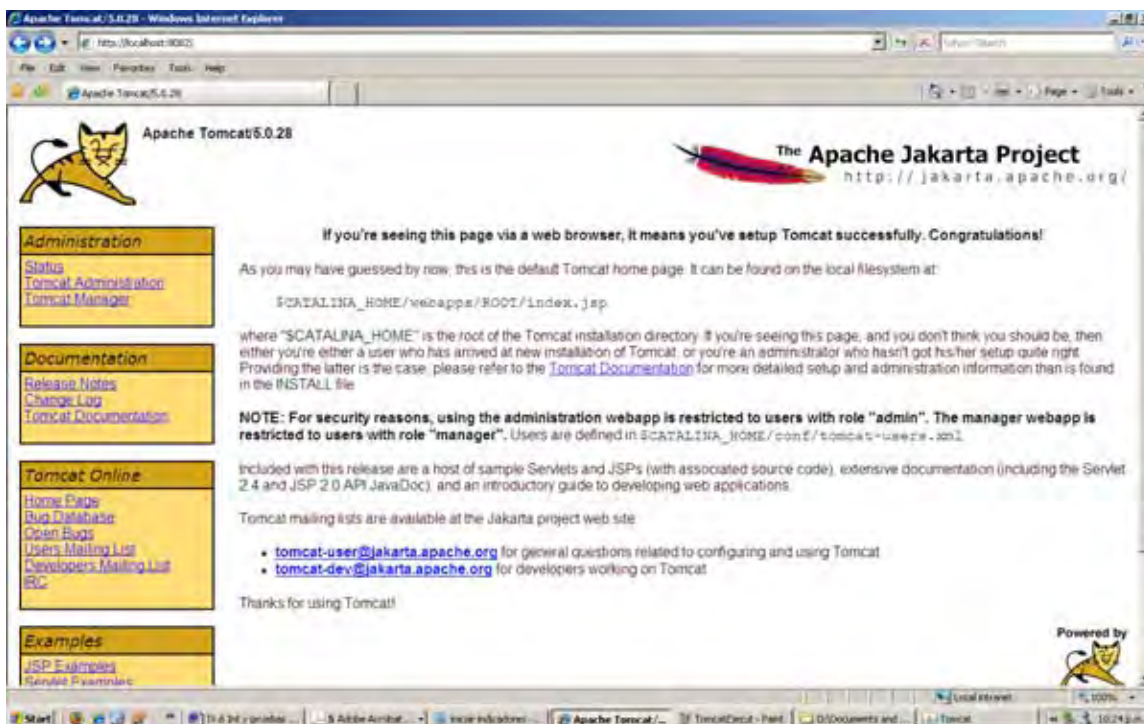 Apache Tomcat/5.0.28 - Windows Internet Explorer
File Edit View Favorites Tools Help
Apache Tomcat/5.0.28
Page Tools
Apache Tomcat/5.0.28
The Apache Jakarta Project
http://jakarta.apache.org/
Administration
Status
Tomcat Administration
Tomcat Manager
Documentation
Release Notes
Change Log
Tomcat Documentation
Tomcat Online
Home Page
Bug Database
Open Bugs
Users Mailing List
Developers Mailing List
IRC
Examples
JSP Examples
Servlet Examples
If you're seeing this page via a web browser, it means you've setup Tomcat successfully. Congratulations!
As you may have guessed by now, this is the default Tomcat home page. It can be found on the local filesystem at:
$CATALINA_HOME/webapps/ROOT/index.jsp
where "$CATALINA_HOME" is the root of the Tomcat installation directory. If you're seeing this page, and you don't think you should be, then
either you're either a user who has arrived at new installation of Tomcat, or you're an administrator who hasn't got his/her setup quite right.
Providing the latter is the case, please refer to the Tomcat Documentation for more detailed setup and administration information than is found
in the INSTALL file.
NOTE: For security reasons, using the administration webapp is restricted to users with role "admin". The manager webapp is
restricted to users with role "manager". Users are defined in $CATALINA_HOME/conf/tomcat-users.xml
Included with this release are a host of sample Servlets and JSPs (with associated source code), extensive documentation (including the Servlet
2.4 and JSP 2.0 API JavaDoc), and an introductory guide to developing web applications.
Tomcat mailing lists are available at the Jakarta project web site:
• tomcat-user@jakarta.apache.org for general questions related to configuring and using Tomcat
• tomcat-dev@jakarta.apache.org for developers working on Tomcat
Thanks for using Tomcat!
Powered by
Local intranet
100%
Start
Apache Tomcat/...
TomcatExecut - Paint
D:\Documents and ...
Tomcat
10:24